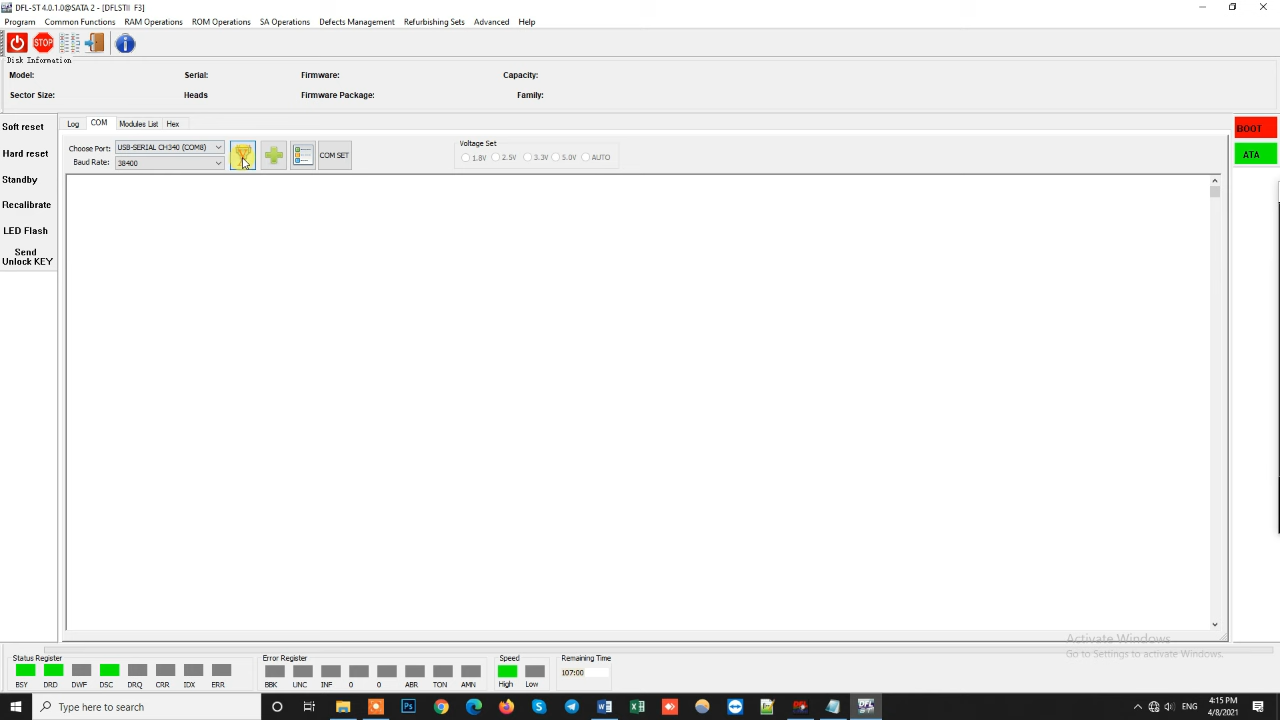 DFL-ST 4.0.1.0@SATA 2 - [DFLSTII F3]
Program Common Functions RAM Operations ROM Operations SA Operations Defects Management Refurbishing Sets Advanced Help
STOP
Disk Information
Model: Serial: Firmware: Capacity:
Sector Size: Heads Firmware Package: Family:
Soft reset
Hard reset
Standby
Recalibrate
LED Flash
Send
Unlock KEY
Log COM Modules List Hex
Choose Port: USB-SERIAL CH340 (COM8)
Baud Rate: 38400
COM SET
Voltage Set
1.8V 2.5V 3.3V 5.0V AUTO
BOOT
ATA
Activate Windows
Go to Settings to activate Windows.
Status Register
BSY DRD DWF DSC DRQ CRR IDX ERR
Error Register
BBK UNC INF 0 0 ABR TON AMN
Speed
High Low
Remaining Time
107:00
Type here to search
ENG
4:15 PM
4/8/2021